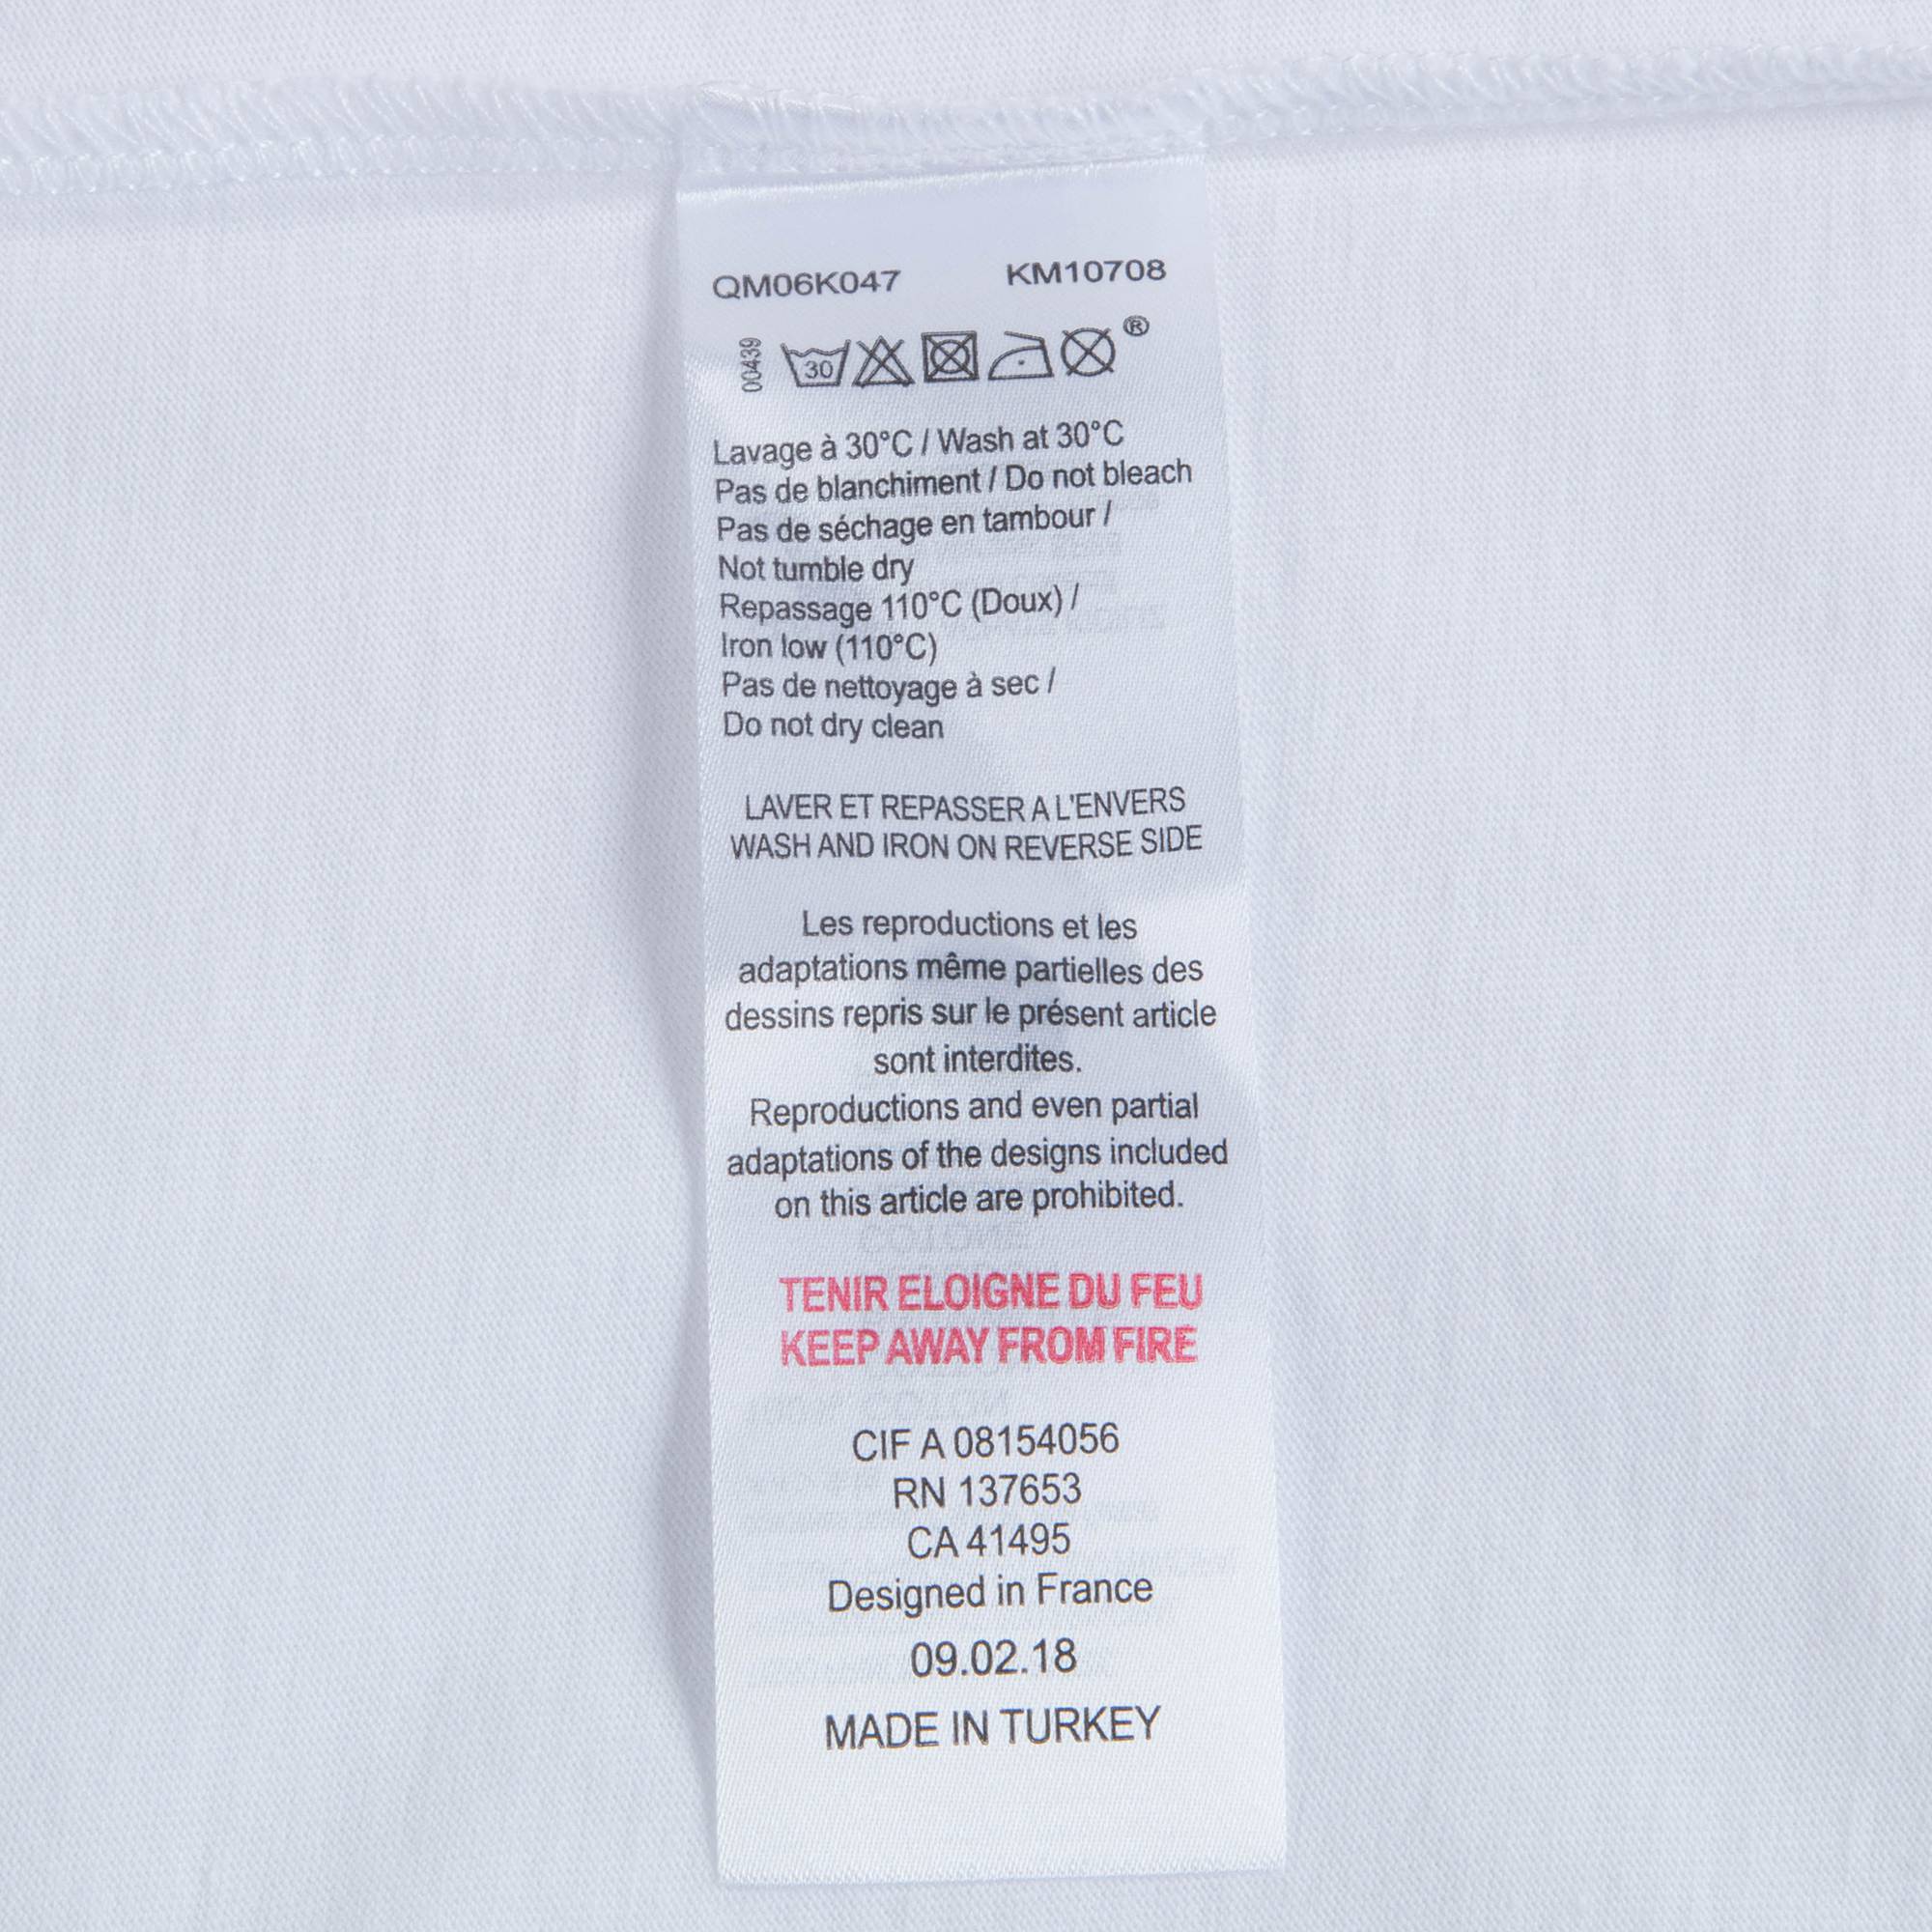 QM06K047 KM10708
00439 30 ®
Lavage à 30°C / Wash at 30°C
Pas de blanchiment / Do not bleach
Pas de séchage en tambour /
Not tumble dry
Repassage 110°C (Doux) /
Iron low (110°C)
Pas de nettoyage à sec /
Do not dry clean
LAVER ET REPASSER A L'ENVERS
WASH AND IRON ON REVERSE SIDE
Les reproductions et les
adaptations même partielles des
dessins repris sur le présent article
sont interdites.
Reproductions and even partial
adaptations of the designs included
on this article are prohibited.
TENIR ELOIGNE DU FEU
KEEP AWAY FROM FIRE
CIF A 08154056
RN 137653
CA 41495
Designed in France
09.02.18
MADE IN TURKEY